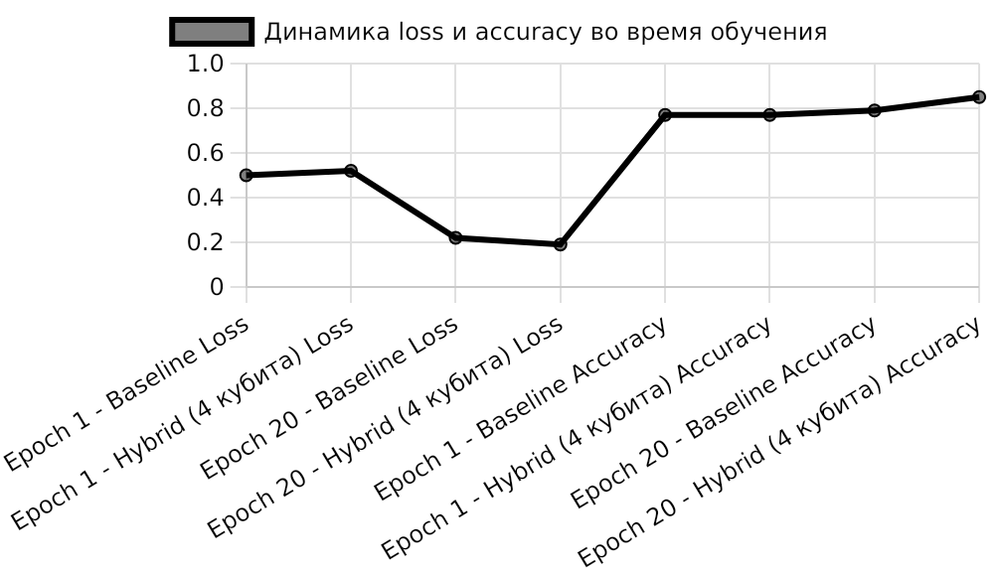 Динамика loss и accuracy во время обучения
1.0
0.8
0.6
0.4
0.2
0
Epoch 1 - Baseline Loss
Epoch 1 - Hybrid (4 кубита) Loss
Epoch 20 - Baseline Loss
Epoch 20 - Hybrid (4 кубита) Loss
Epoch 1 - Baseline Accuracy
Epoch 1 - Hybrid (4 кубита) Accuracy
Epoch 20 - Baseline Accuracy
Epoch 20 - Hybrid (4 кубита) Accuracy